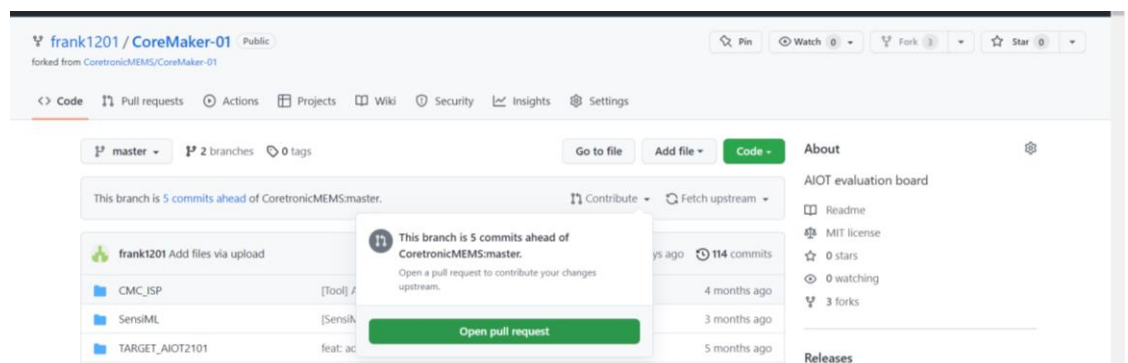 frank1201 / CoreMaker-01 Public
Pin Watch 0 Fork 3 Star 0
forked from CoretronicMEMS/CoreMaker-01
<> Code Pull requests Actions Projects Wiki Security Insights Settings
master 2 branches 0 tags Go to file Add file Code
This branch is 5 commits ahead of CoretronicMEMS:master. Contribute Fetch upstream
This branch is 5 commits ahead of
CoretronicMEMS:master.
Open a pull request to contribute your changes
upstream.
Open pull request
frank1201 Add files via upload ys ago 114 commits
CMC_ISP [Tool] 4 months ago
SensiML 3 months ago
TARGET_AIOT2101 feat: 5 months ago
About
AIOT evaluation board
Readme
MIT license
0 stars
0 watching
3 forks
Releases